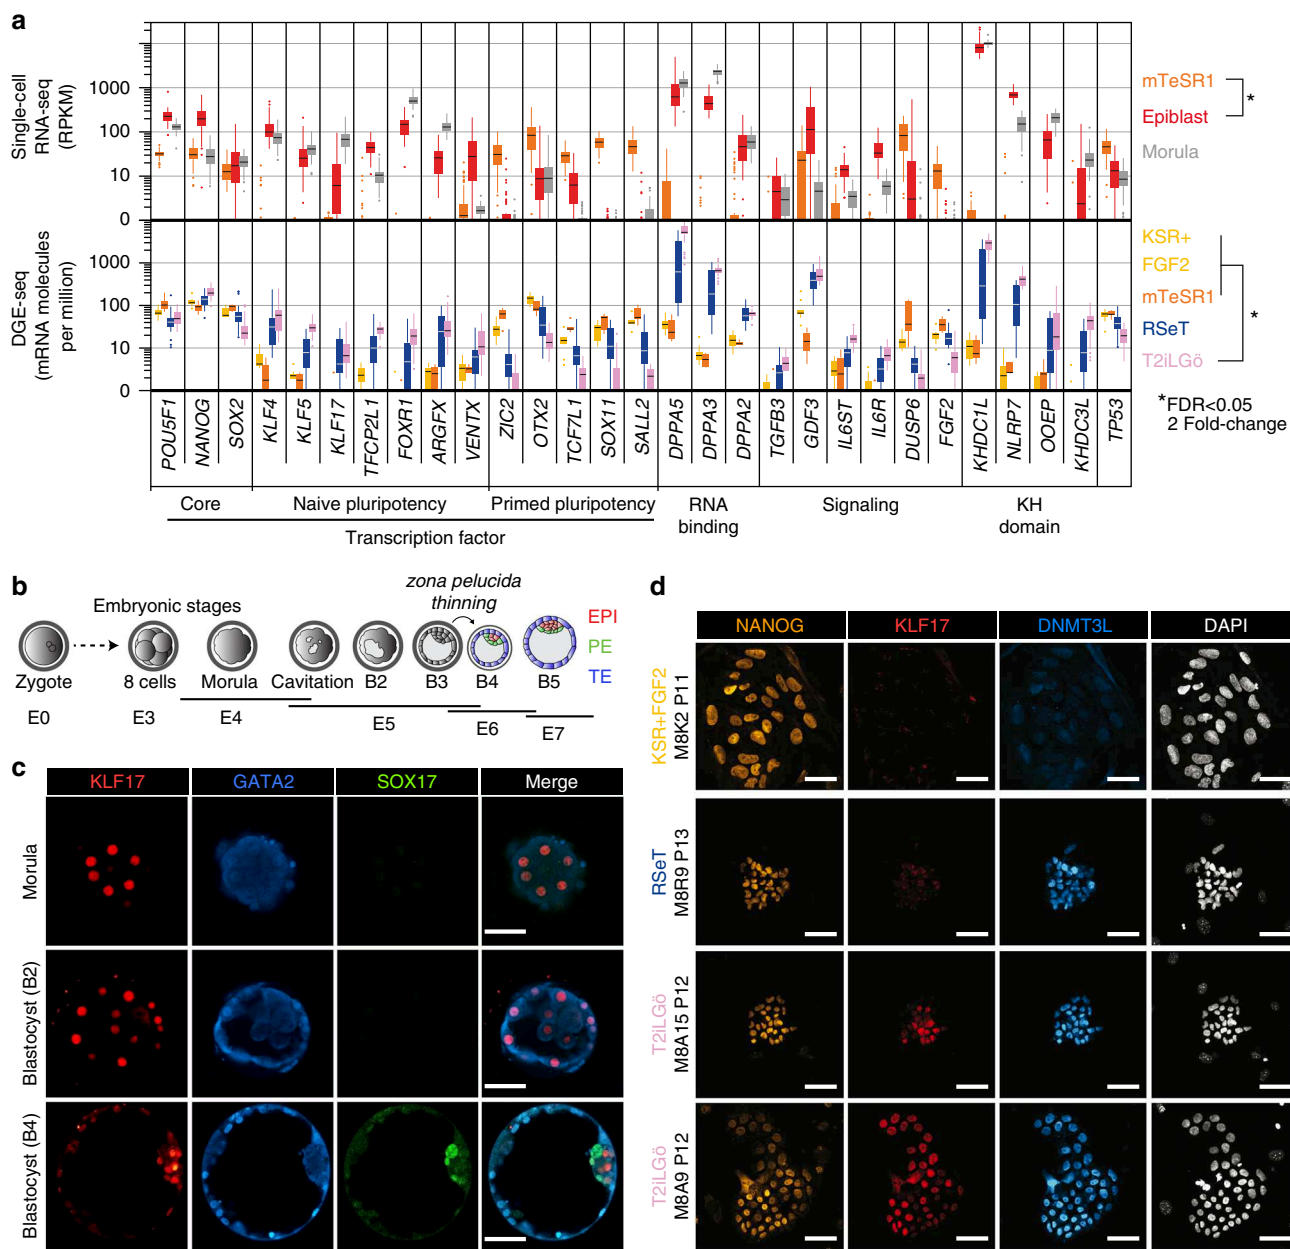 a
Single-cell
RNA-seq
(RPKM)
1000
100
10
0
mTeSR1
Epiblast
Morula
*
DGE-seq
(mRNA molecules
per million)
1000
100
10
0
KSR+
FGF2
mTeSR1
RSeT
T2iLGö
*
*FDR<0.05
2 Fold-change
POU5F1
NANOG
SOX2
KLF4
KLF5
KLF17
TFCP2L1
FOXR1
ARGFX
VENTX
ZIC2
OTX2
TCF7L1
SOX11
SALL2
DPPA5
DPPA3
DPPA2
TGFB3
GDF3
IL6ST
IL6R
DUSP6
FGF2
KHDC1L
NLRP7
OOEP
KHDC3L
TP53
Core
Naive pluripotency
Primed pluripotency
RNA
binding
Signaling
KH
domain
Transcription factor
b
Embryonic stages
zona pelucida
thinning
EPI
PE
TE
Zygote
8 cells
Morula
Cavitation
B2
B3
B4
B5
E0
E3
E4
E5
E6
E7
c
KLF17
GATA2
SOX17
Merge
Morula
Blastocyst (B2)
Blastocyst (B4)
d
NANOG
KLF17
DNMT3L
DAPI
KSR+FGF2
M8K2 P11
RSeT
M8R9 P13
T2iLGö
M8A15 P12
T2iLGö
M8A9 P12